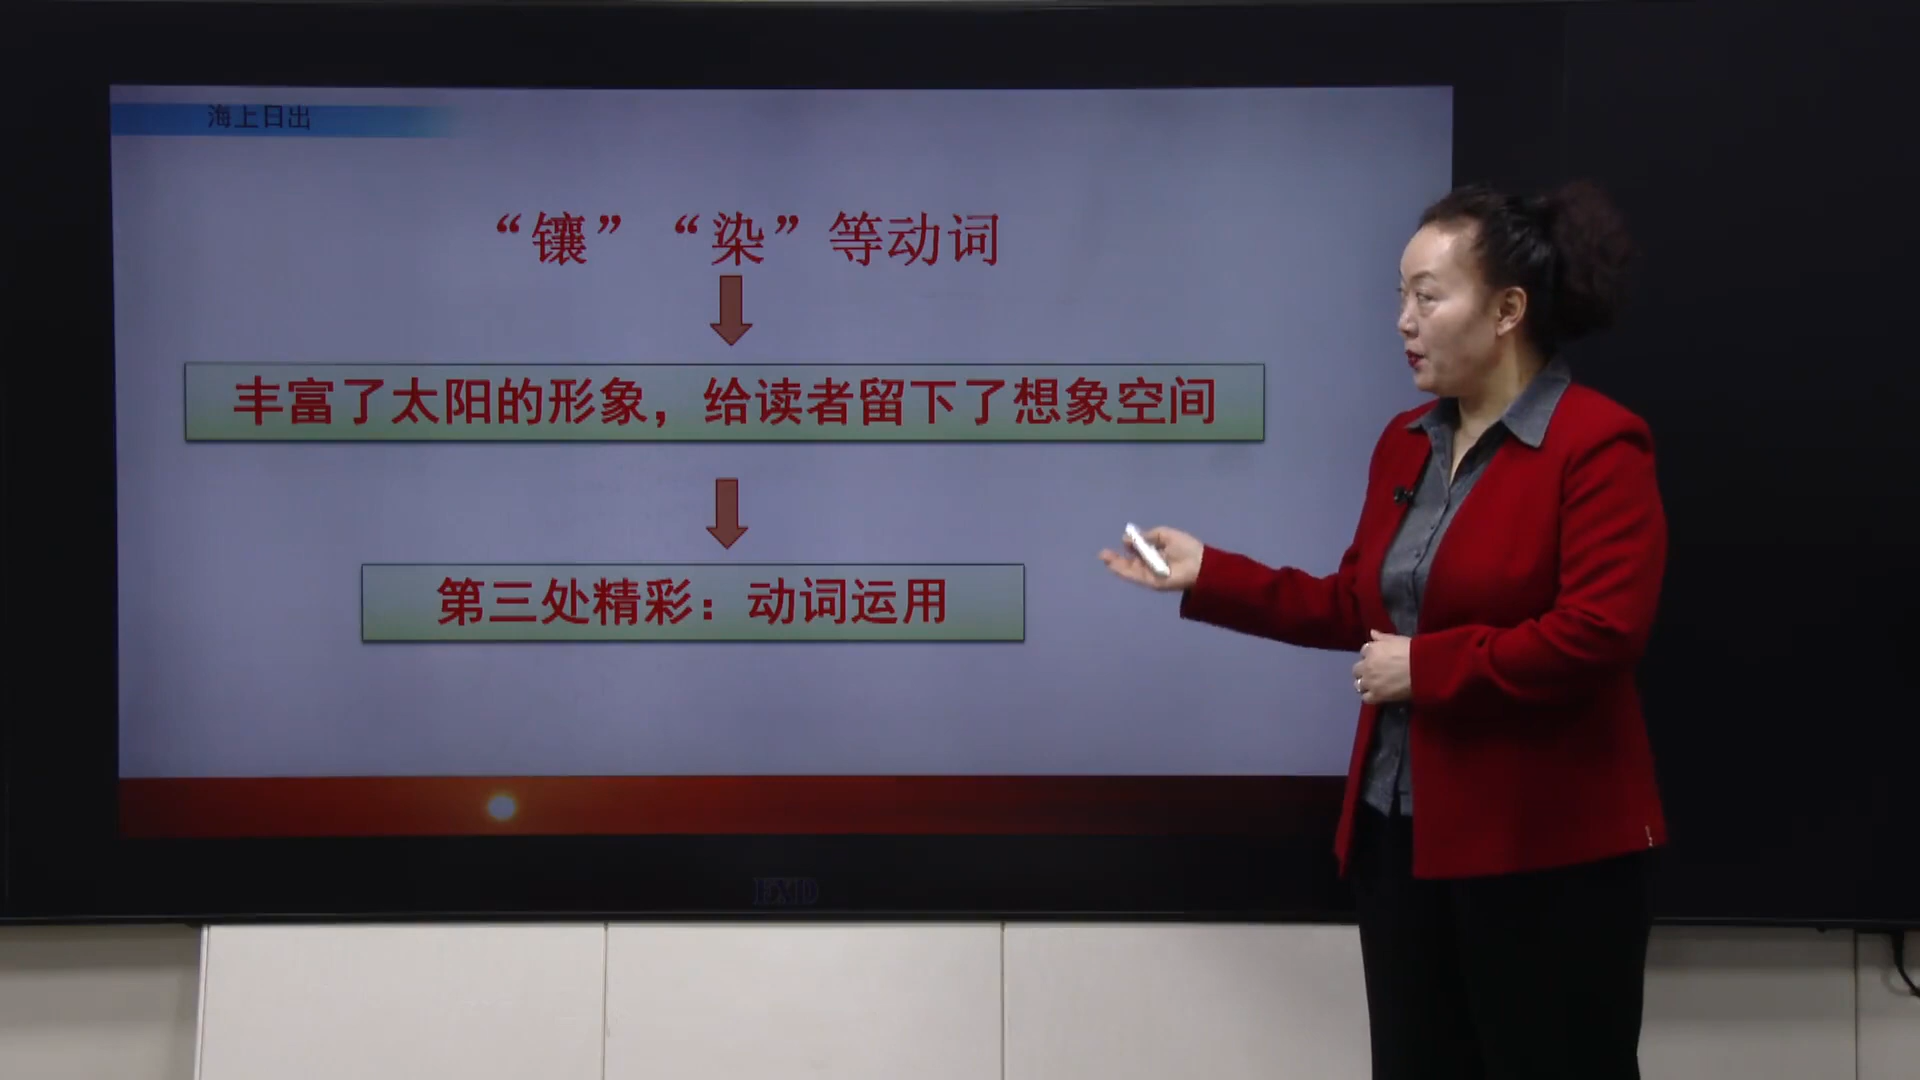 海上日出
“镶”“染”等动词
丰富了太阳的形象，给读者留下了想象空间
第三处精彩：动词运用
EXD